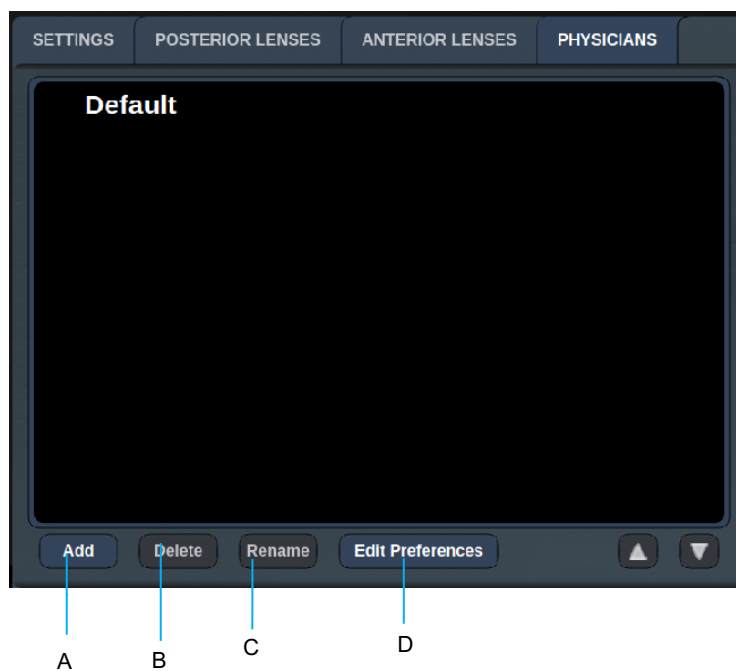 SETTINGS POSTERIOR LENSES ANTERIOR LENSES PHYSICIANS
Default
Add Delete Rename Edit Preferences
A B C D